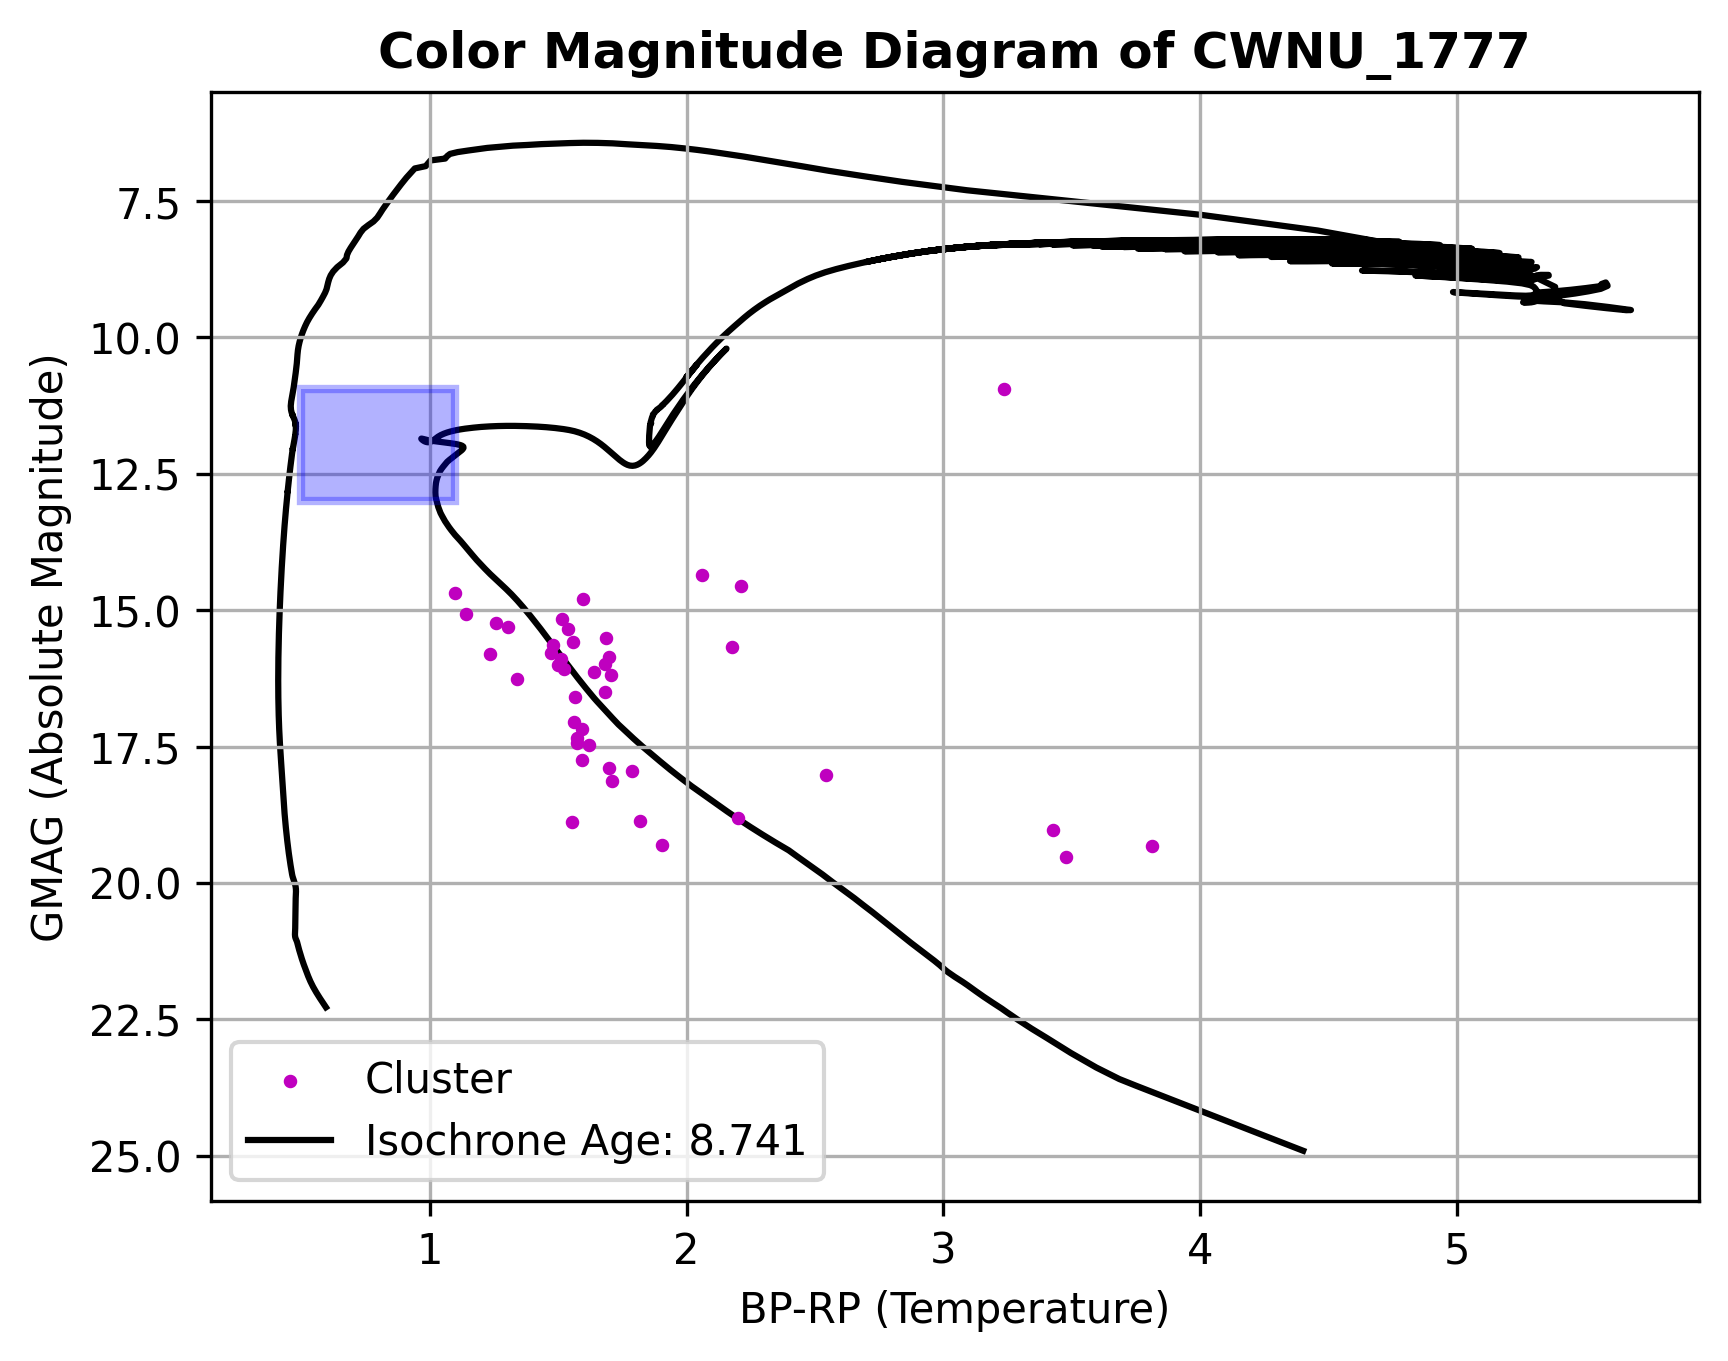 Color Magnitude Diagram of CWNU_1777
GMAG (Absolute Magnitude)
7.5
10.0
12.5
15.0
17.5
20.0
22.5
25.0
Cluster
Isochrone Age: 8.741
1 2 3 4 5
BP-RP (Temperature)